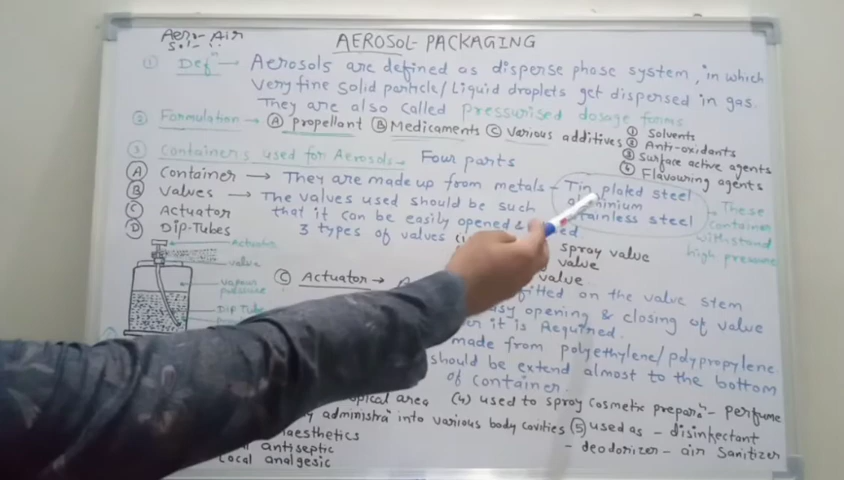 Aero-Air
Sol-
AEROSOL-PACKAGING
① Defⁿ → Aerosols are defined as disperse phase system, in which
very fine solid particle/Liquid droplets get dispersed in gas.
They are also called Pressurised dosage forms
② Formulation → Ⓐ propellant Ⓑ Medicaments Ⓒ various additives
① Solvents
② Anti-oxidants
③ Surface active agents
④ Flavouring agents
③ Containers used for Aerosols → Four parts
Ⓐ Container → They are made up from metals - Tin plated steel
aluminium
stainless steel
These
container
withstand
high pressure
Ⓑ Valves → The valves used should be such
that it can be easily opened &
Ⓒ Actuator
Ⓓ Dip-Tubes
3 types of valves
spray valve
valve
valve
Actuator
valve
vapour
pressure
DIP Tube
Ⓒ Actuator →
fitted on the valve stem
easy opening & closing of valve
it is Required.
made from polyethylene/polypropylene
should be extend almost to the bottom
of container.
area (4) used to spray cosmetic preparⁿ - perfume
administraⁿ into various body cavities ⑤ used as - disinfectant
- deodorizer - air Sanitizer
anaesthetics
antiseptic
Local analgesic